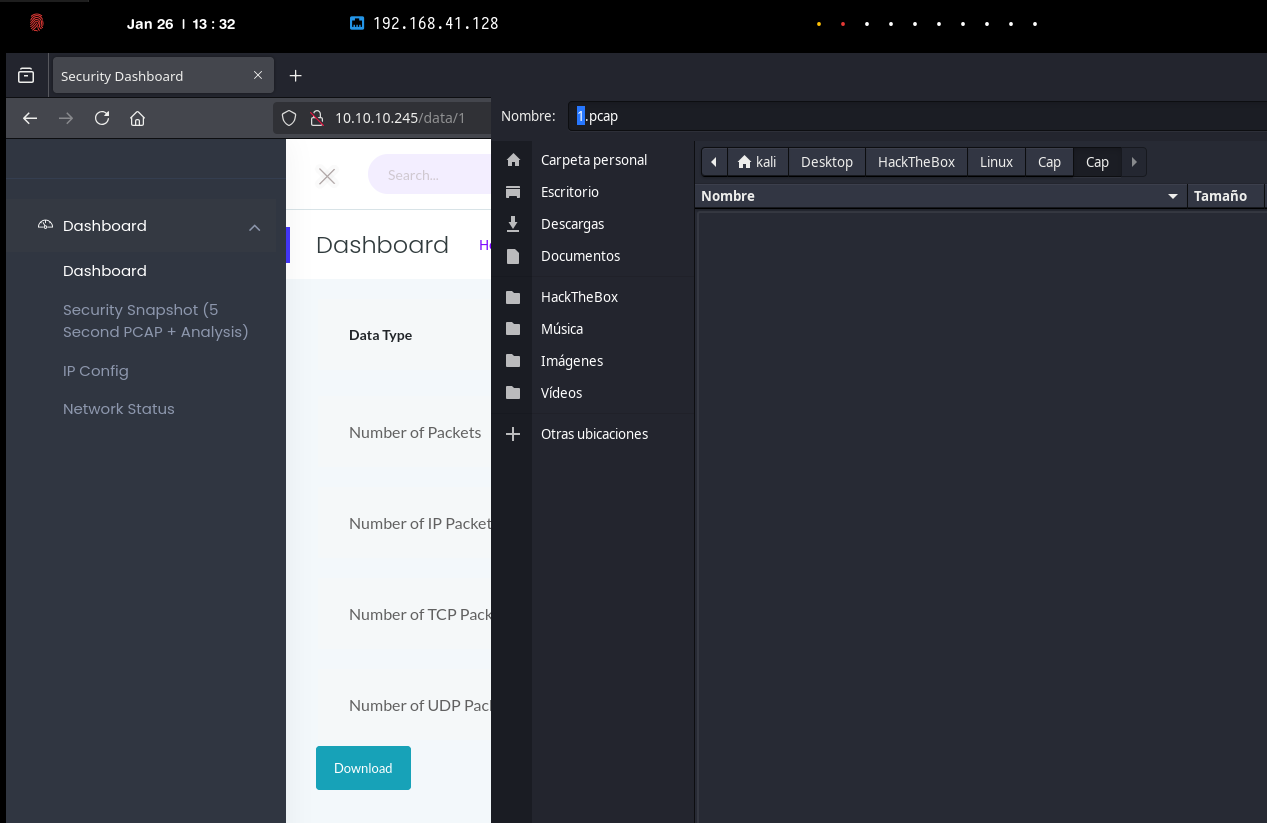 Jan 26 | 13 : 32
192.168.41.128
Security Dashboard
10.10.10.245/data/1
Nombre:
1.pcap
Search...
Dashboard
Dashboard
Security Snapshot (5
Second PCAP + Analysis)
IP Config
Network Status
Dashboard
Data Type
Number of Packets
Number of IP Packet
Number of TCP Pack
Number of UDP Pac
Download
Carpeta personal
Escritorio
Descargas
Documentos
HackTheBox
Música
Imágenes
Vídeos
Otras ubicaciones
kali
Desktop
HackTheBox
Linux
Cap
Cap
Nombre
Tamaño